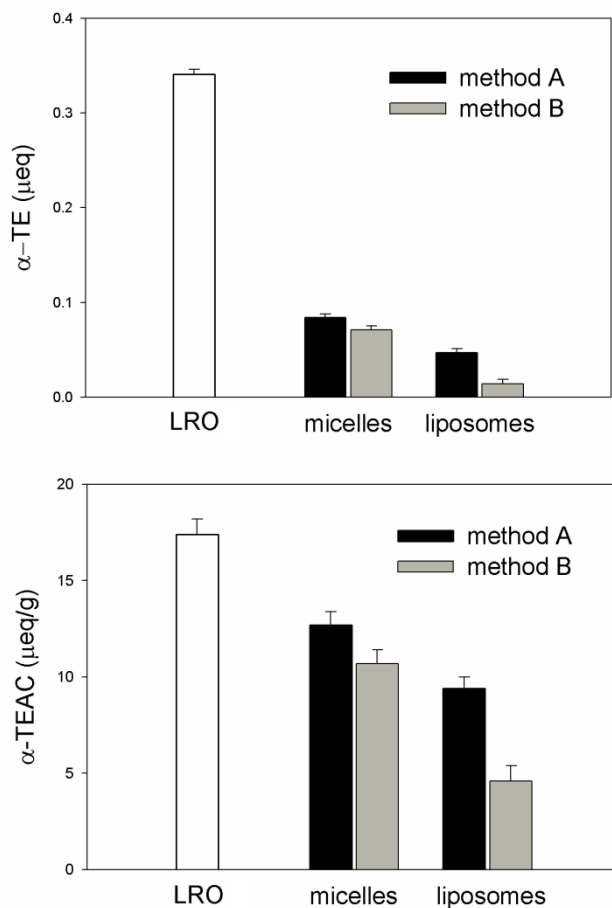 0.4
method A
method B
0.3
α–TE (μeq)
0.2
0.1
0.0
LRO micelles liposomes
20
method A
method B
15
α-TEAC (μeq/g)
10
5
0
LRO micelles liposomes